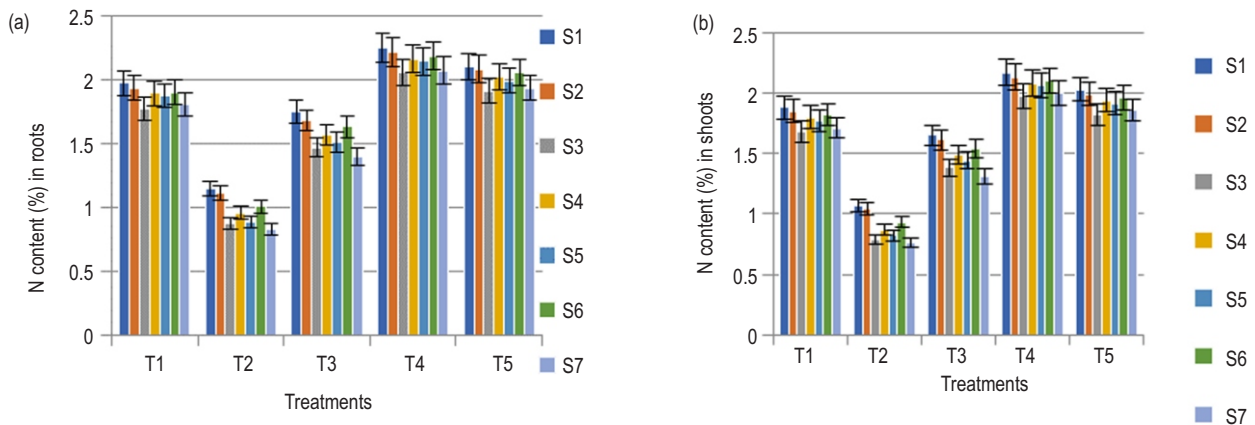 (a)
N content (%) in roots
2.5
2
1.5
1
0.5
0
T1 T2 T3 T4 T5
Treatments
S1
S2
S3
S4
S5
S6
S7
(b)
N content (%) in shoots
2.5
2
1.5
1
0.5
0
T1 T2 T3 T4 T5
Treatments
S1
S2
S3
S4
S5
S6
S7